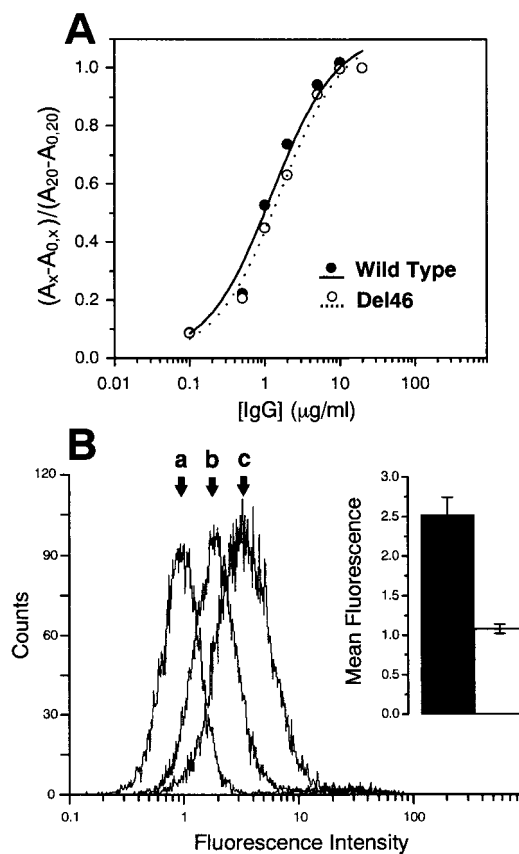 A
(Aₓ-A₀,ₓ)/(A₂₀-A₀,₂₀)
1.0
0.8
0.6
0.4
0.2
0.0
Wild Type
Del46
0.01 0.1 1 10 100
[IgG] (µg/ml)
B
a b c
Counts
120
90
60
30
0
0.1 1 10 100
Fluorescence Intensity
Mean Fluorescence
3.0
2.5
2.0
1.5
1.0
0.5
0.0